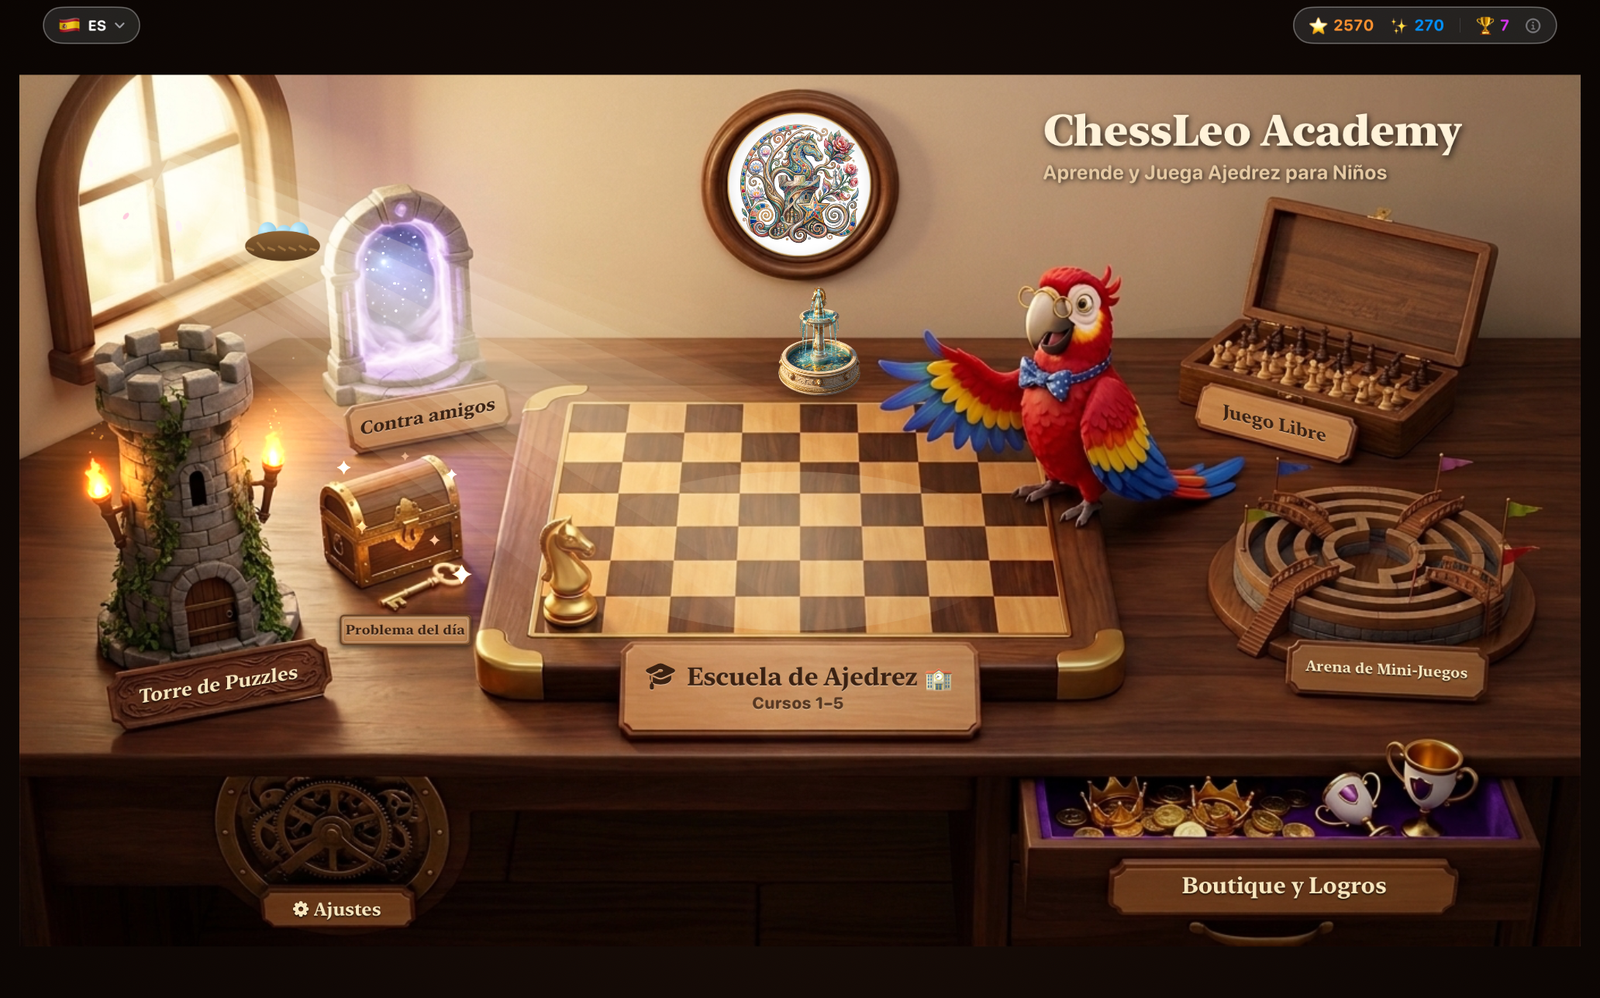 ES
2570 270 7
ChessLeo Academy
Aprende y Juega Ajedrez para Niños
Contra amigos
Juego Libre
Problema del día
Torre de Puzzles
Escuela de Ajedrez
Cursos 1–5
Arena de Mini-Juegos
Ajustes
Boutique y Logros